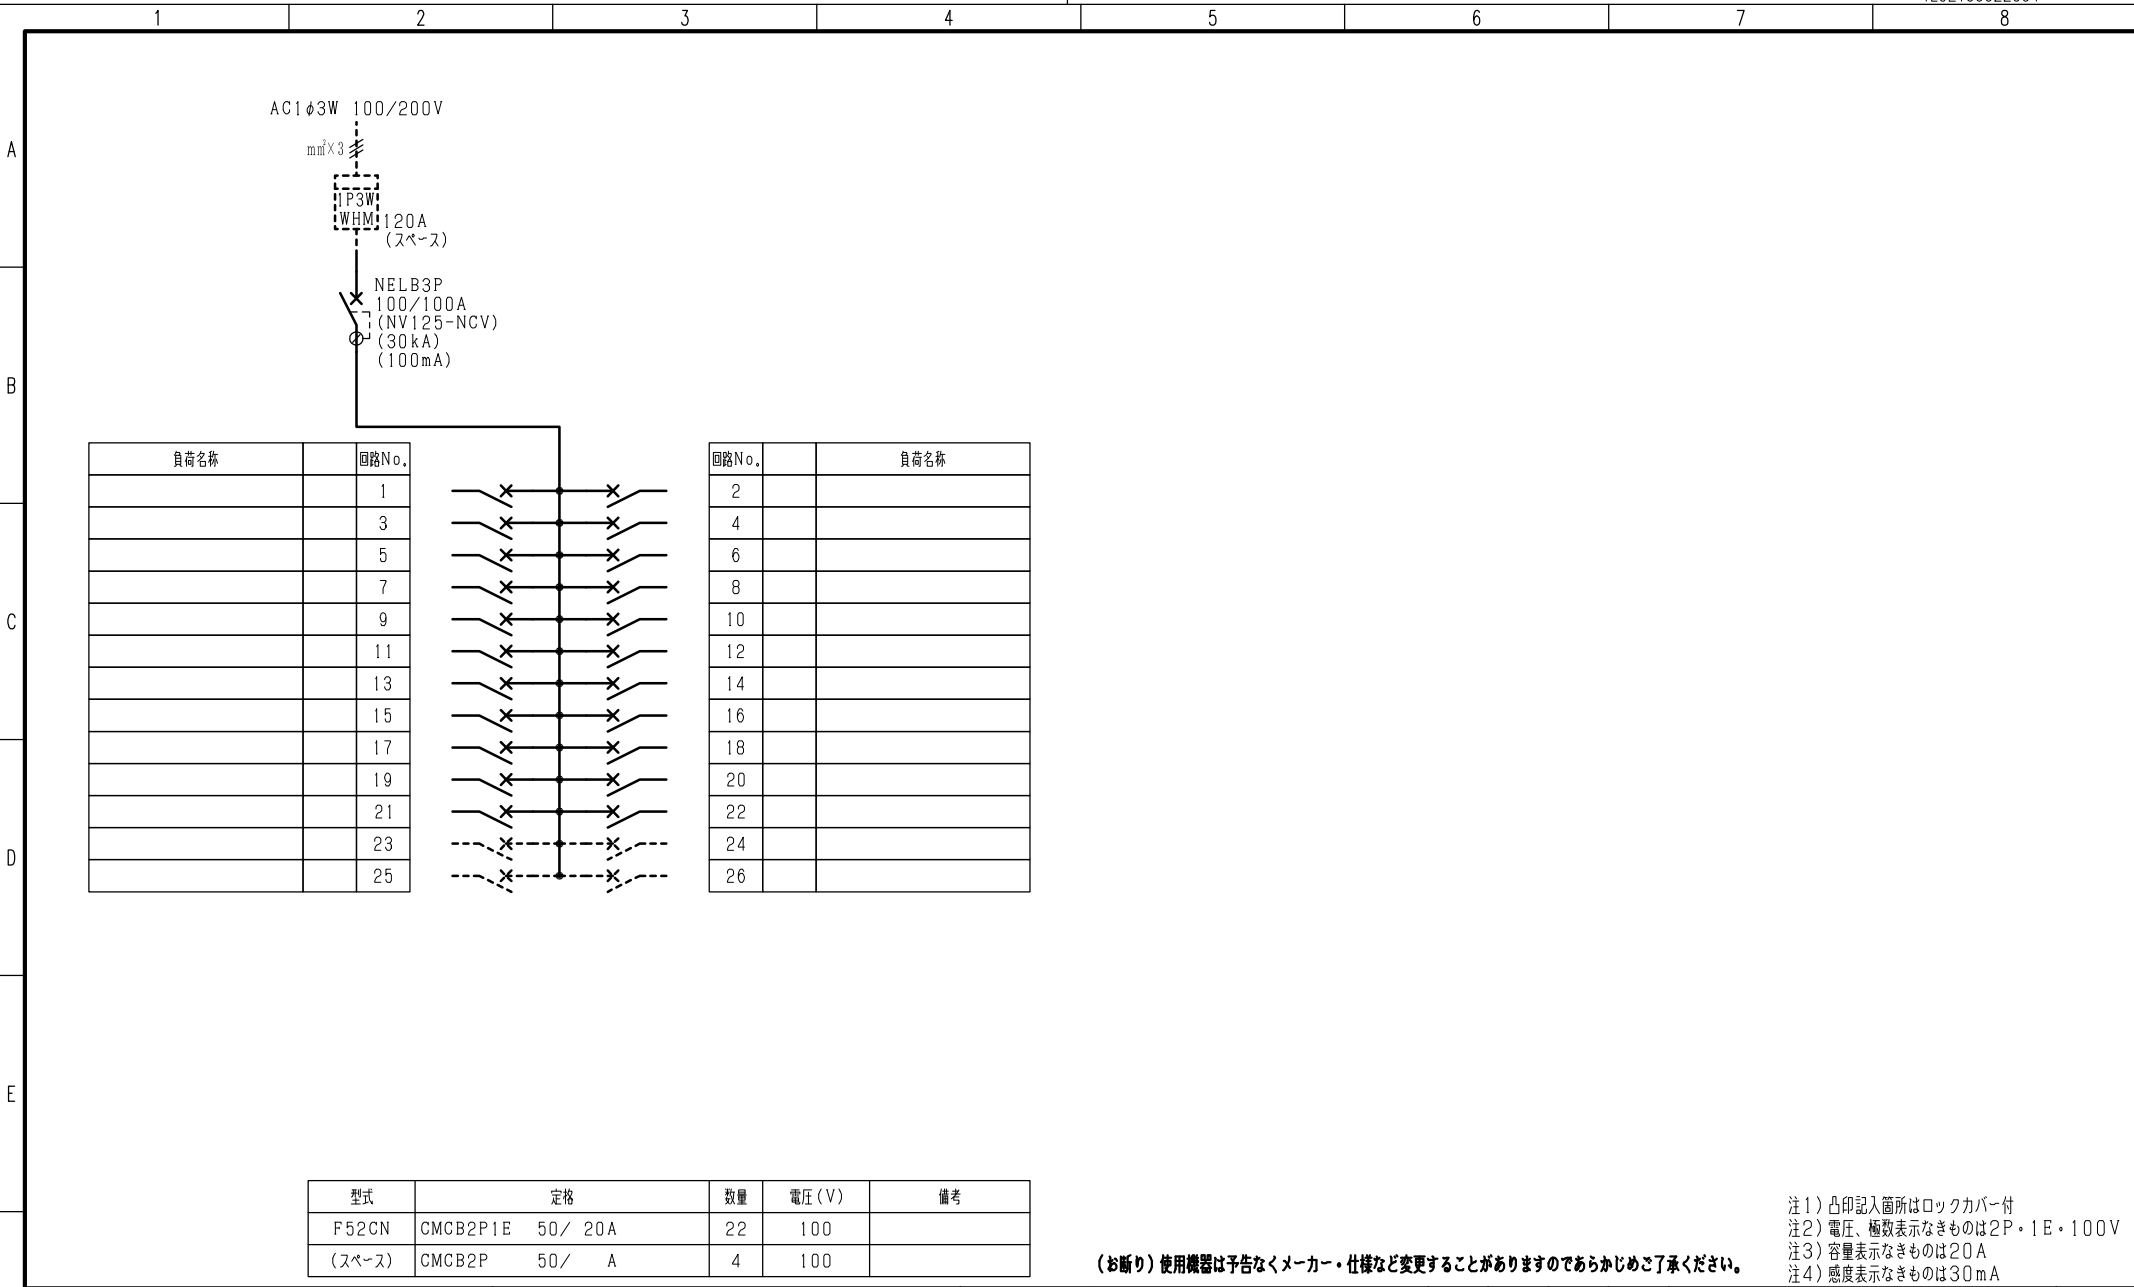 1 2 3 4 5 6 7 8
A
B
C
D
E
AC1φ3W 100/200V
mm²×3
1P3W
WHM
120A
(スペース)
NELB3P
100/100A
(NV125-NCV)
(30kA)
(100mA)
負荷名称 回路No. 回路No. 負荷名称
1 2
3 4
5 6
7 8
9 10
11 12
13 14
15 16
17 18
19 20
21 22
23 24
25 26
型式 定格 数量 電圧(V) 備考
F52CN CMCB2P1E 50/ 20A 22 100
(スペース) CMCB2P 50/ A 4 100
(お断り)使用機器は予告なくメーカー・仕様など変更することがありますのであらかじめご了承ください。
注1)凸印記入箇所はロックカバー付
注2)電圧、極数表示なきものは2P・1E・100V
注3)容量表示なきものは20A
注4)感度表示なきものは30mA